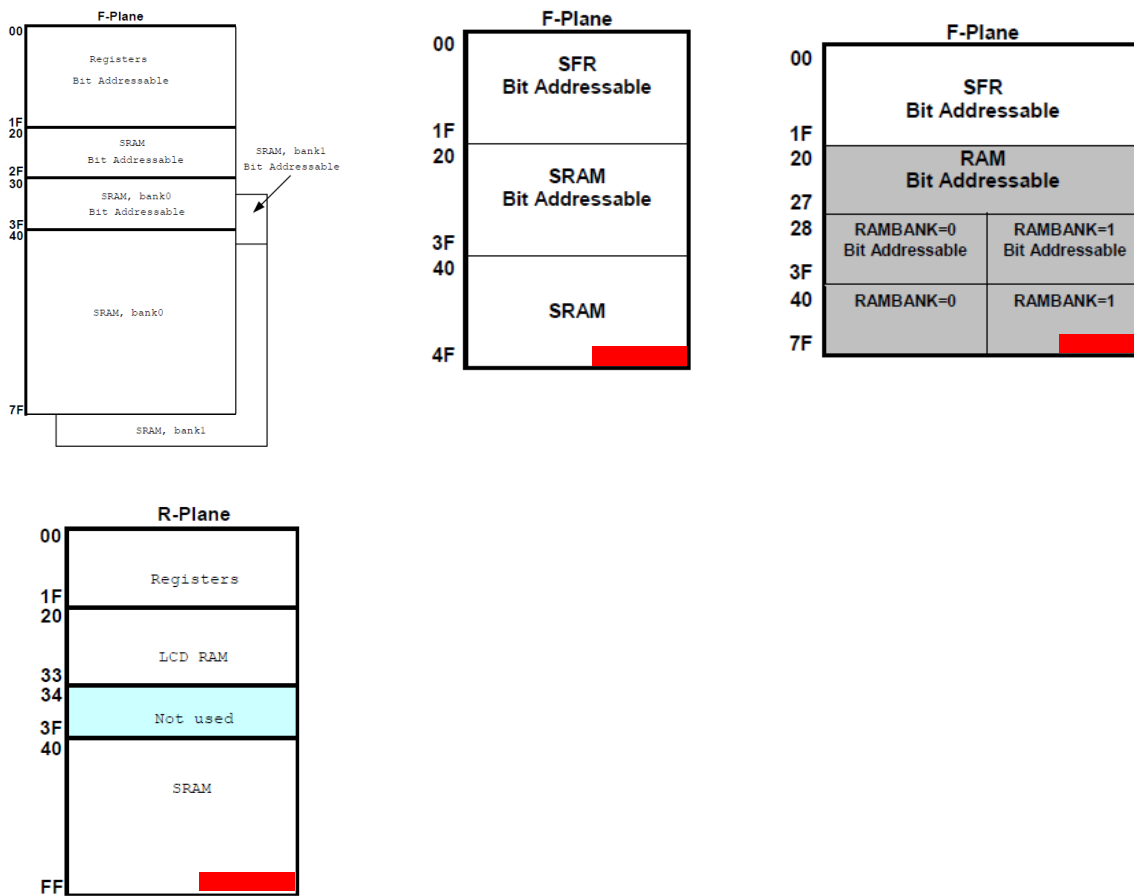 F-Plane
00
Registers
Bit Addressable
1F
20
SRAM
Bit Addressable
2F
30
SRAM, bank0
Bit Addressable
3F
40
SRAM, bank0
7F
SRAM, bank1
Bit Addressable
SRAM, bank1
F-Plane
00
SFR
Bit Addressable
1F
20
SRAM
Bit Addressable
3F
40
SRAM
4F
F-Plane
00
SFR
Bit Addressable
1F
20
RAM
Bit Addressable
27
28
RAMBANK=0
Bit Addressable
RAMBANK=1
Bit Addressable
3F
40
RAMBANK=0
RAMBANK=1
7F
R-Plane
00
Registers
1F
20
LCD RAM
33
34
Not used
3F
40
SRAM
FF